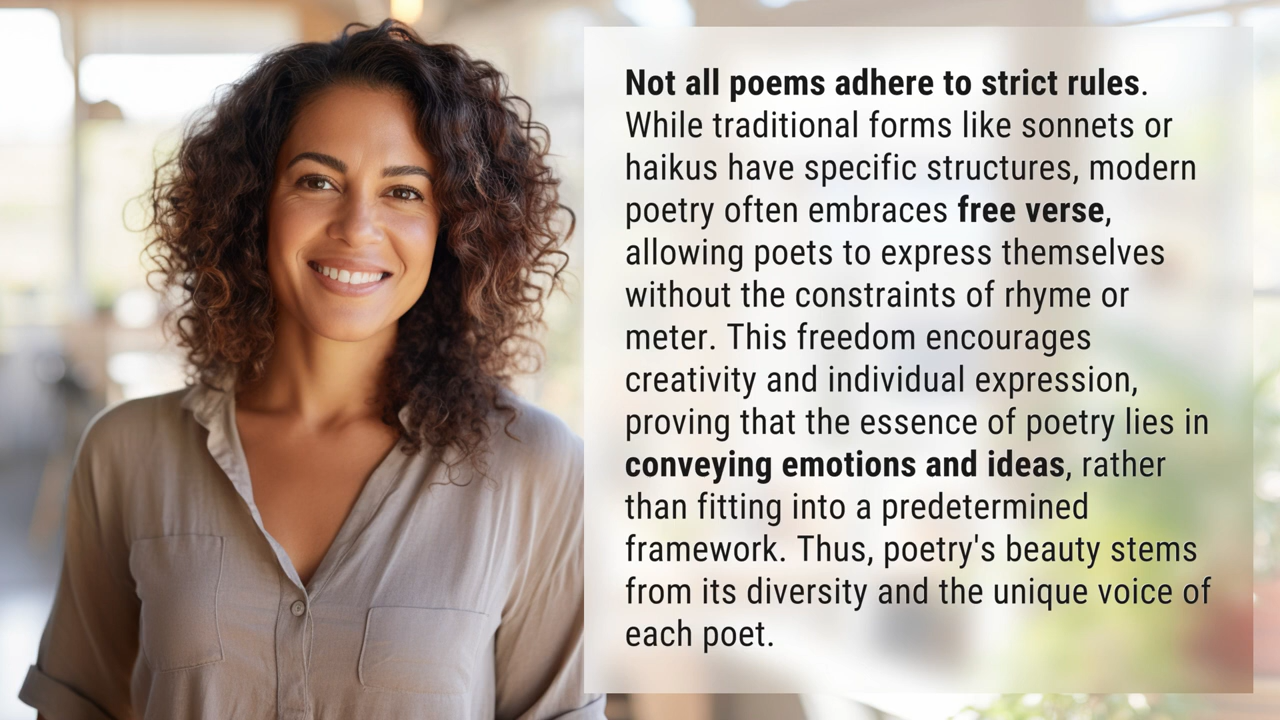 Not all poems adhere to strict rules.
While traditional forms like sonnets or
haikus have specific structures, modern
poetry often embraces free verse,
allowing poets to express themselves
without the constraints of rhyme or
meter. This freedom encourages
creativity and individual expression,
proving that the essence of poetry lies in
conveying emotions and ideas, rather
than fitting into a predetermined
framework. Thus, poetry's beauty stems
from its diversity and the unique voice of
each poet.